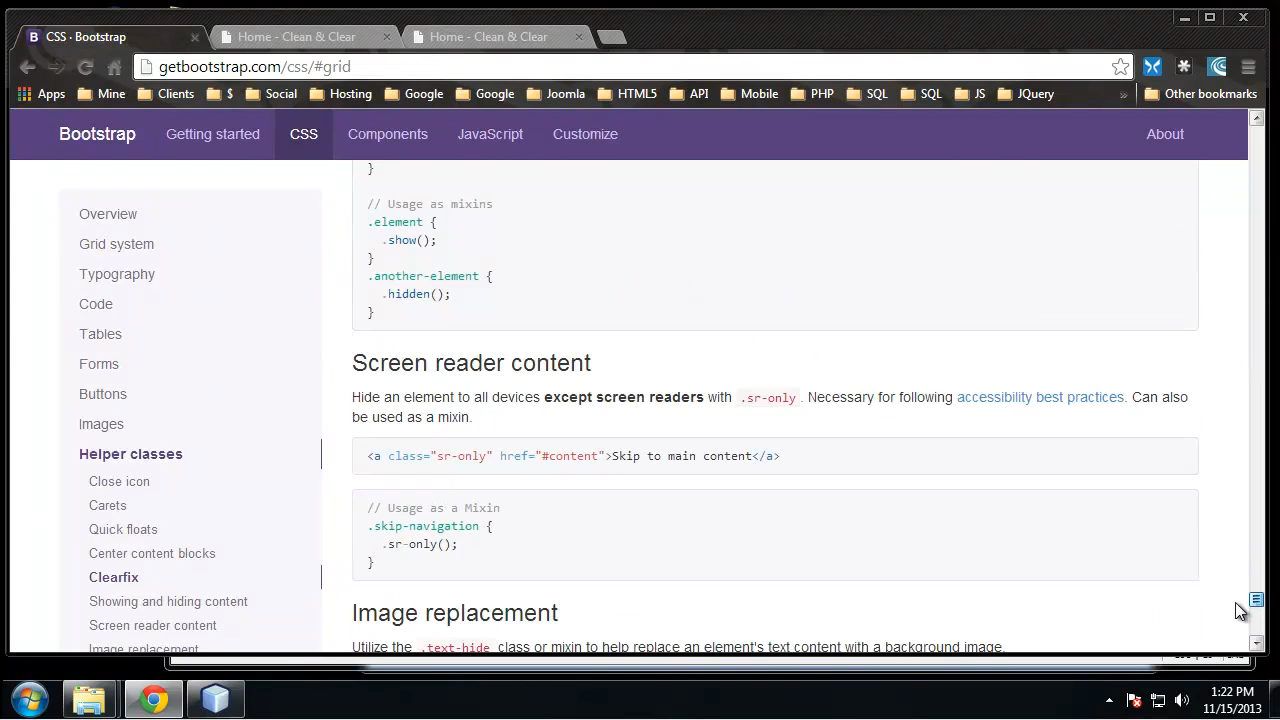 CSS · Bootstrap
Home - Clean & Clear
Home - Clean & Clear
getbootstrap.com/css/#grid
Apps Mine Clients $ Social Hosting Google Google Joomla HTML5 API Mobile PHP SQL SQL JS JQuery » Other bookmarks
Bootstrap Getting started CSS Components JavaScript Customize About
Overview
Grid system
Typography
Code
Tables
Forms
Buttons
Images
Helper classes
Close icon
Carets
Quick floats
Center content blocks
Clearfix
Showing and hiding content
Screen reader content
Image replacement
}
// Usage as mixins
.element {
.show();
}
.another-element {
.hidden();
}
Screen reader content
Hide an element to all devices except screen readers with .sr-only. Necessary for following accessibility best practices. Can also
be used as a mixin.
<a class="sr-only" href="#content">Skip to main content</a>
// Usage as a Mixin
.skip-navigation {
.sr-only();
}
Image replacement
Utilize the .text-hide class or mixin to help replace an element's text content with a background image.
1:22 PM
11/15/2013